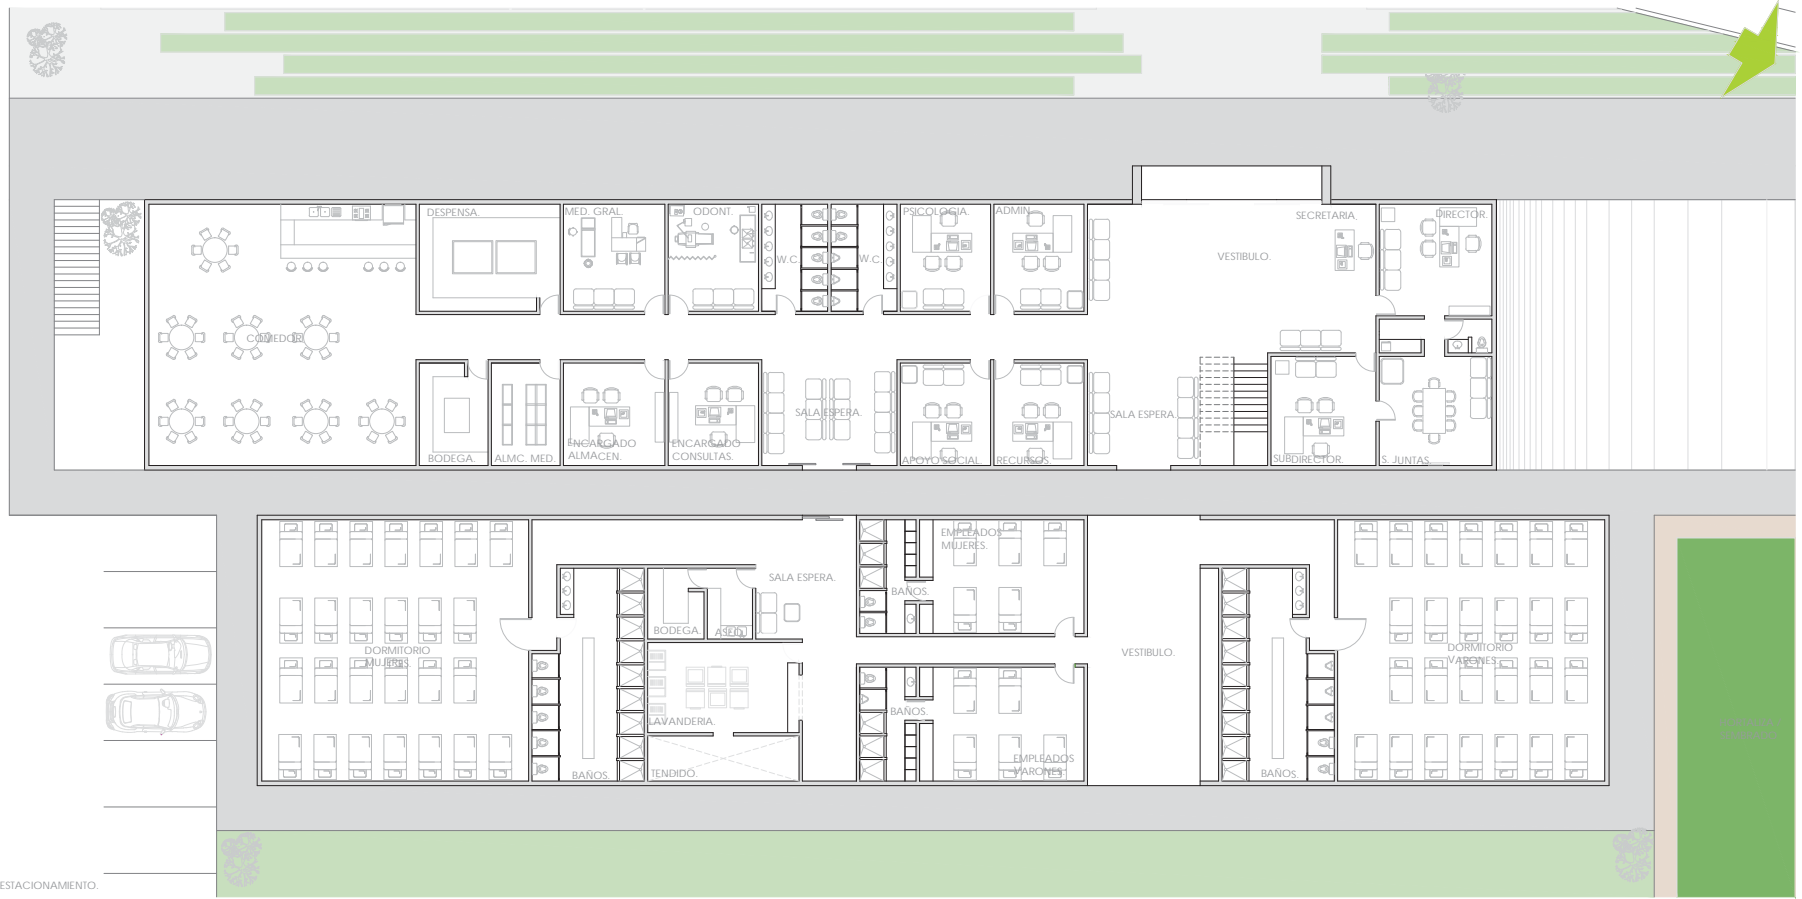 DESPENSA.
MED. GRAL.
ODONT.
PSICOLOGIA.
ADMIN.
SECRETARIA.
DIRECTOR.
W.C.
W.C.
VESTIBULO.
COMEDOR.
SALA ESPERA.
SALA ESPERA.
BODEGA.
ALMC. MED.
ENCARGADO
ALMACEN.
ENCARGADO
CONSULTAS.
APOYO SOCIAL.
RECURSOS.
SUBDIRECTOR.
S. JUNTAS.
EMPLEADOS
MUJERES.
SALA ESPERA.
BAÑOS.
BODEGA.
ASEO.
DORMITORIO
MUJERES.
VESTIBULO.
DORMITORIO
VARONES.
LAVANDERIA.
BAÑOS.
EMPLEADOS
VARONES.
BAÑOS.
TENDIDO.
BAÑOS.
ESTACIONAMIENTO.